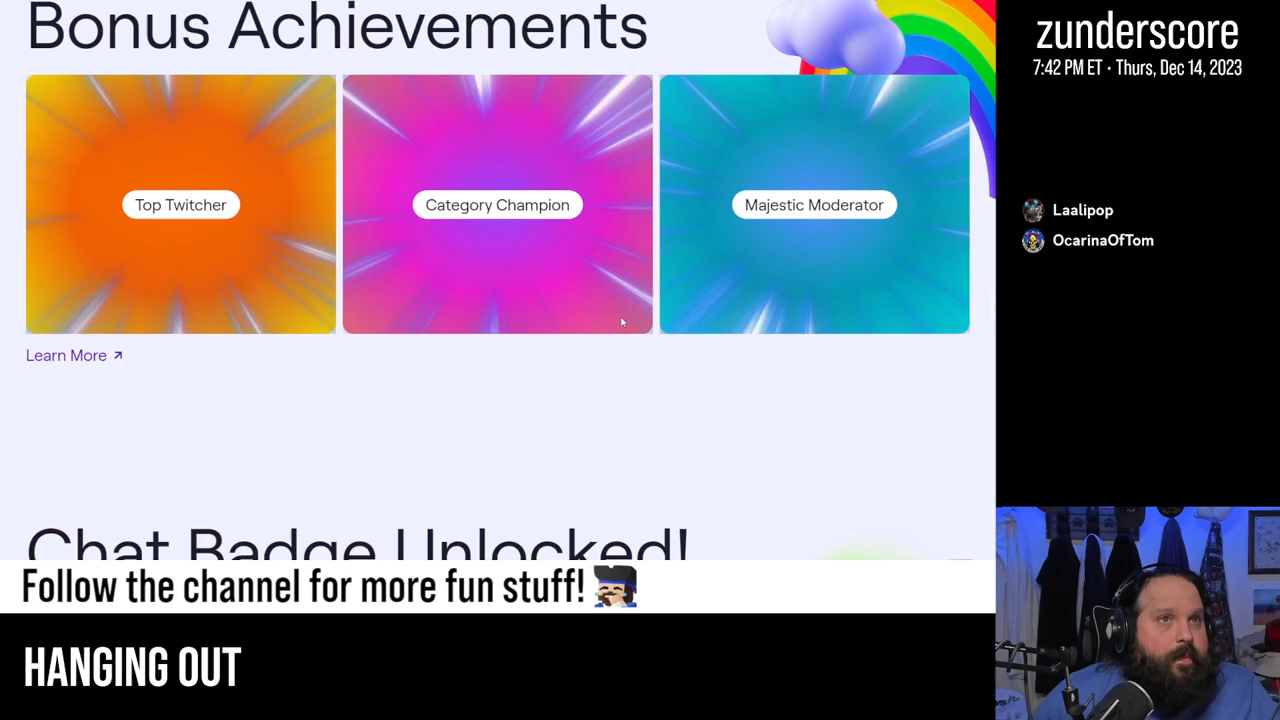 Bonus Achievements
Top Twitcher
Category Champion
Majestic Moderator
Learn More
Chat Badge Unlocked!
Follow the channel for more fun stuff!
HANGING OUT
zunderscore
7:42 PM ET • Thurs, Dec 14, 2023
Laalipop
OcarinaOfTom